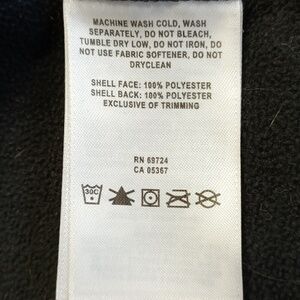 MACHINE WASH COLD, WASH
SEPARATELY, DO NOT BLEACH,
TUMBLE DRY LOW, DO NOT IRON, DO
NOT USE FABRIC SOFTENER, DO NOT
DRYCLEAN
SHELL FACE: 100% POLYESTER
SHELL BACK: 100% POLYESTER
EXCLUSIVE OF TRIMMING
RN 69724
CA 05367
30C